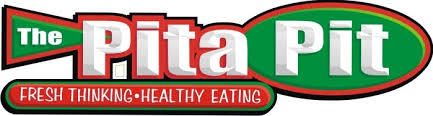 The Pita Pit
FRESH THINKING•HEALTHY EATING